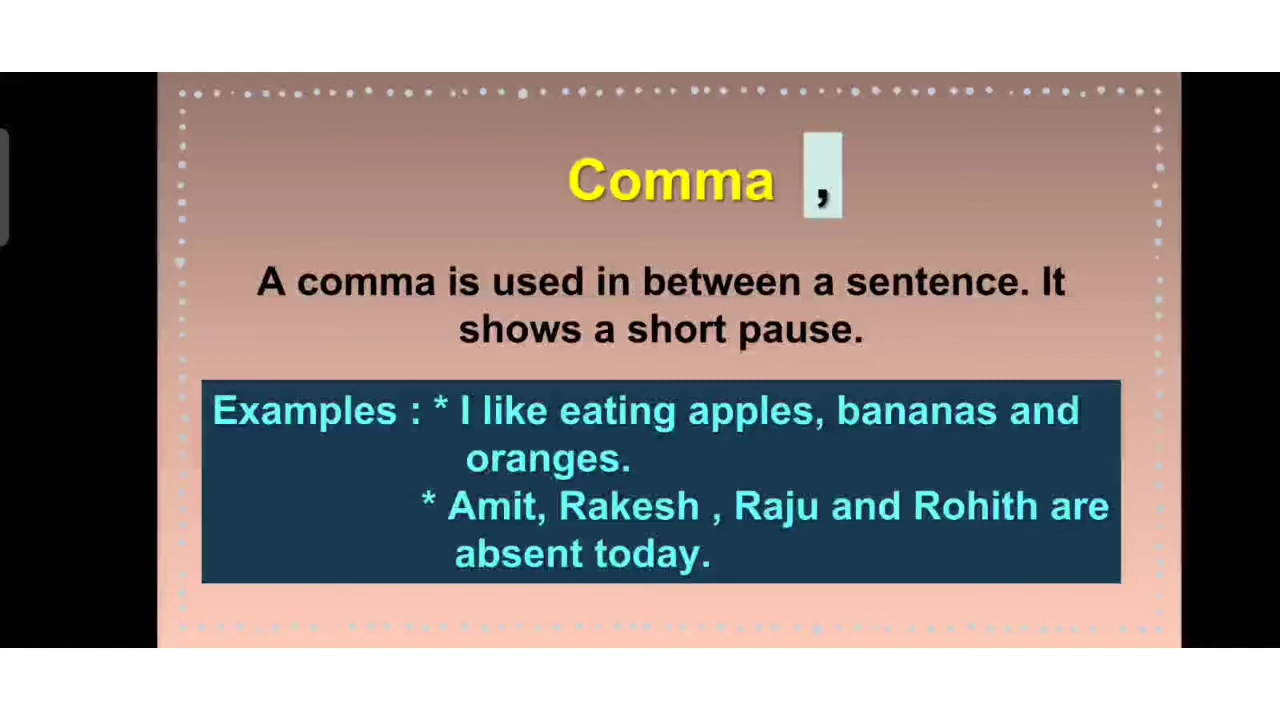 Comma ,
A comma is used in between a sentence. It
shows a short pause.
Examples : * I like eating apples, bananas and
oranges.
* Amit, Rakesh , Raju and Rohith are
absent today.